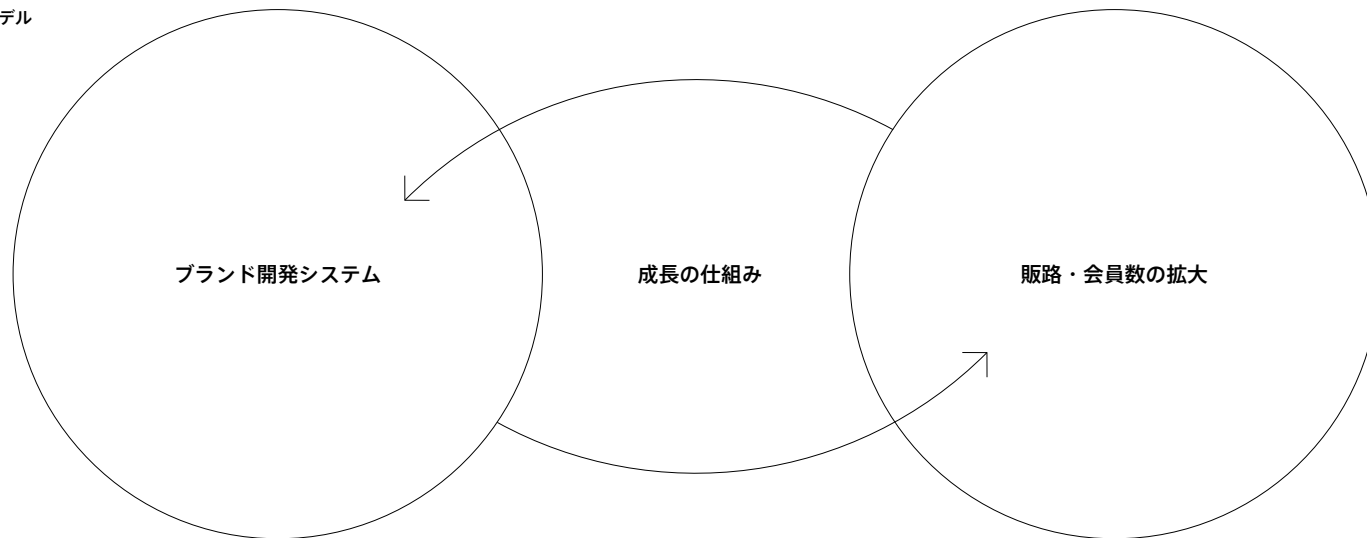 デル
ブランド開発システム
成長の仕組み
販路・会員数の拡大